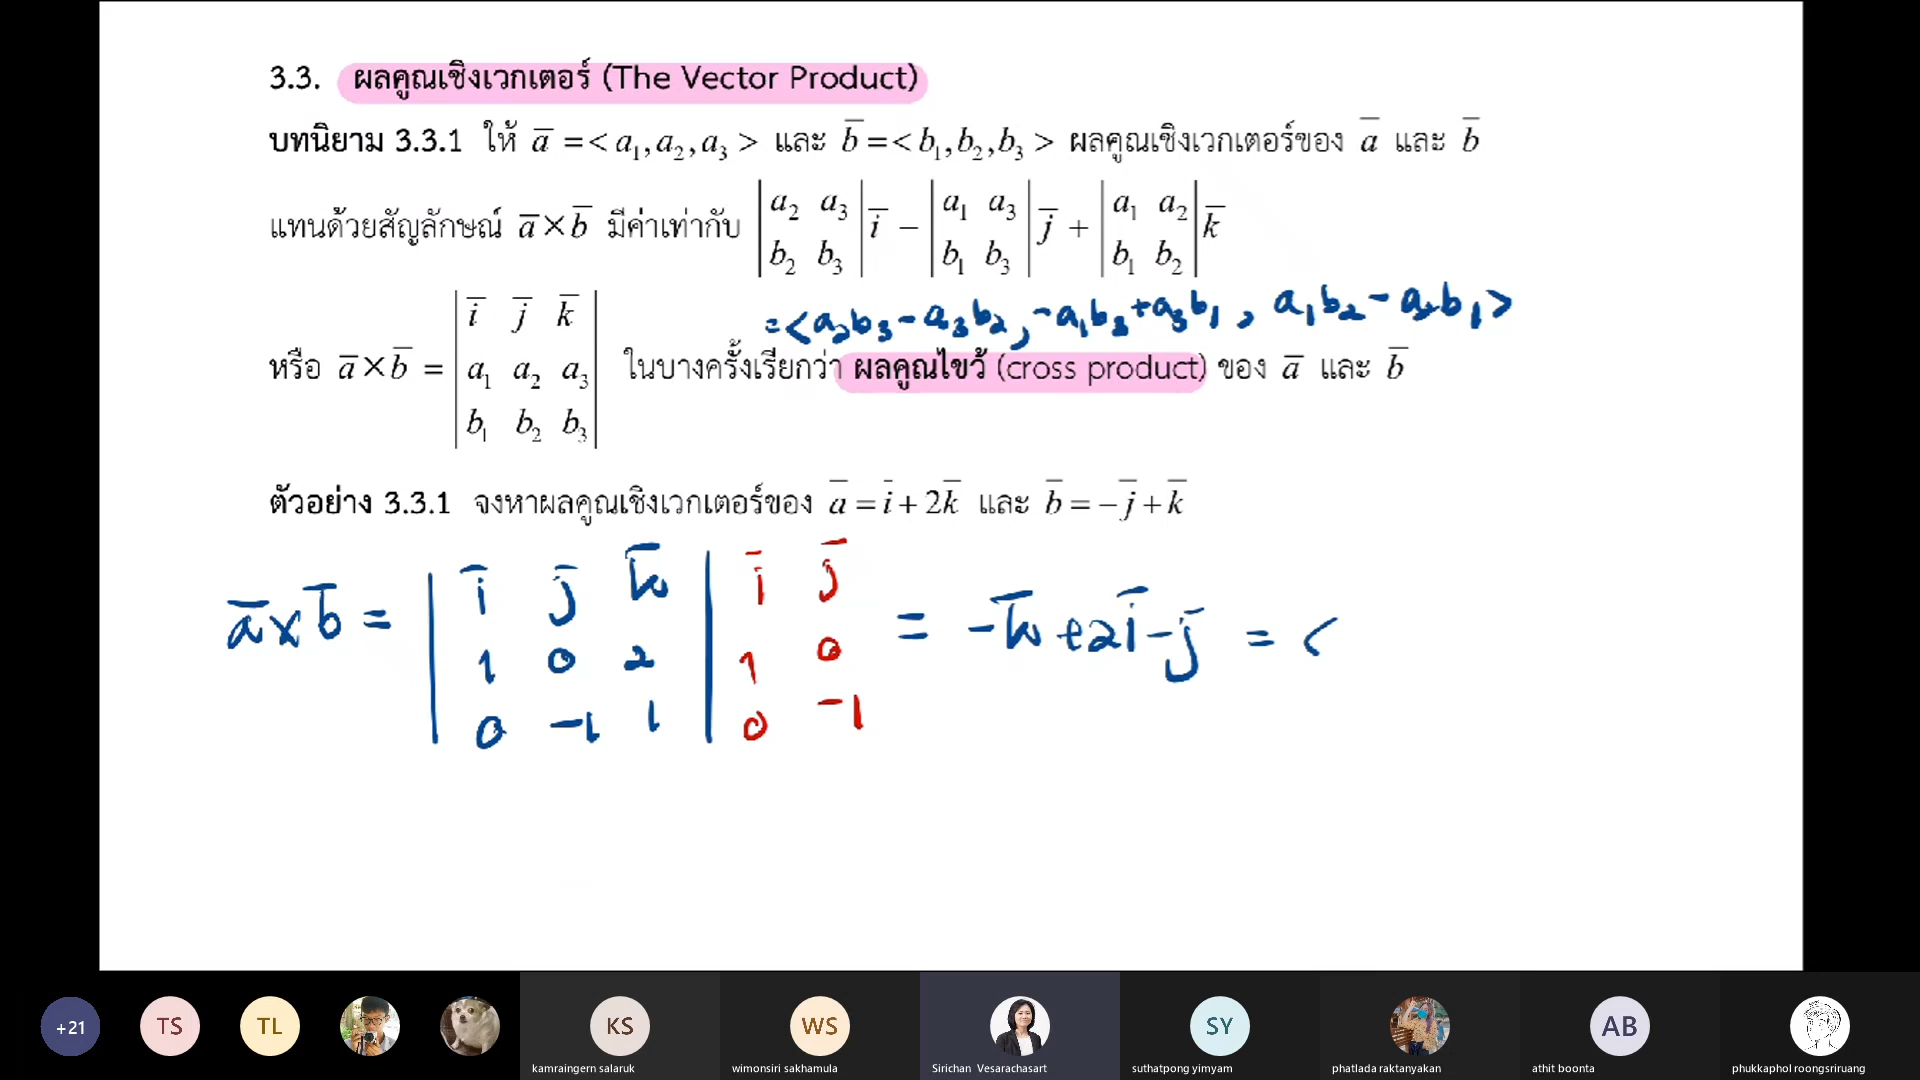 3.3. ผลคูณเชิงเวกเตอร์ (The Vector Product)
บทนิยาม 3.3.1 ให้ a̅ =< a₁, a₂, a₃ > และ b̅ =< b₁, b₂, b₃ > ผลคูณเชิงเวกเตอร์ของ a̅ และ b̅
แทนด้วยสัญลักษณ์ a̅ × b̅ มีค่าเท่ากับ |a₂ a₃; b₂ b₃| i̅ − |a₁ a₃; b₁ b₃| j̅ + |a₁ a₂; b₁ b₂| k̅
= <a₂b₃ − a₃b₂, −a₁b₃ + a₃b₁, a₁b₂ − a₂b₁>
หรือ a̅ × b̅ = |i̅ j̅ k̅; a₁ a₂ a₃; b₁ b₂ b₃| ในบางครั้งเรียกว่า ผลคูณไขว้ (cross product) ของ a̅ และ b̅
ตัวอย่าง 3.3.1 จงหาผลคูณเชิงเวกเตอร์ของ a̅ = i̅ + 2k̅ และ b̅ = −j̅ + k̅
a̅ × b̅ = |i̅ j̅ k̅; 1 0 2; 0 −1 1| i̅ j̅; 1 0; 0 −1 = −k̅ + 2i̅ − j̅ = <
+21 TS TL KS WS SY AB
kamraingern salaruk wimonsiri sakhamula Sirichan Vesarachasart suthatpong yimyam phatlada raktanyakan athit boonta phukkaphol roongsriruang